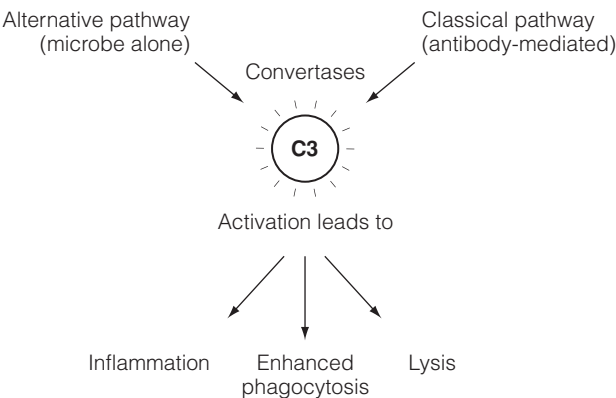 Alternative pathway
(microbe alone)
Classical pathway
(antibody-mediated)
Convertases
C3
Activation leads to
Inflammation
Enhanced
phagocytosis
Lysis